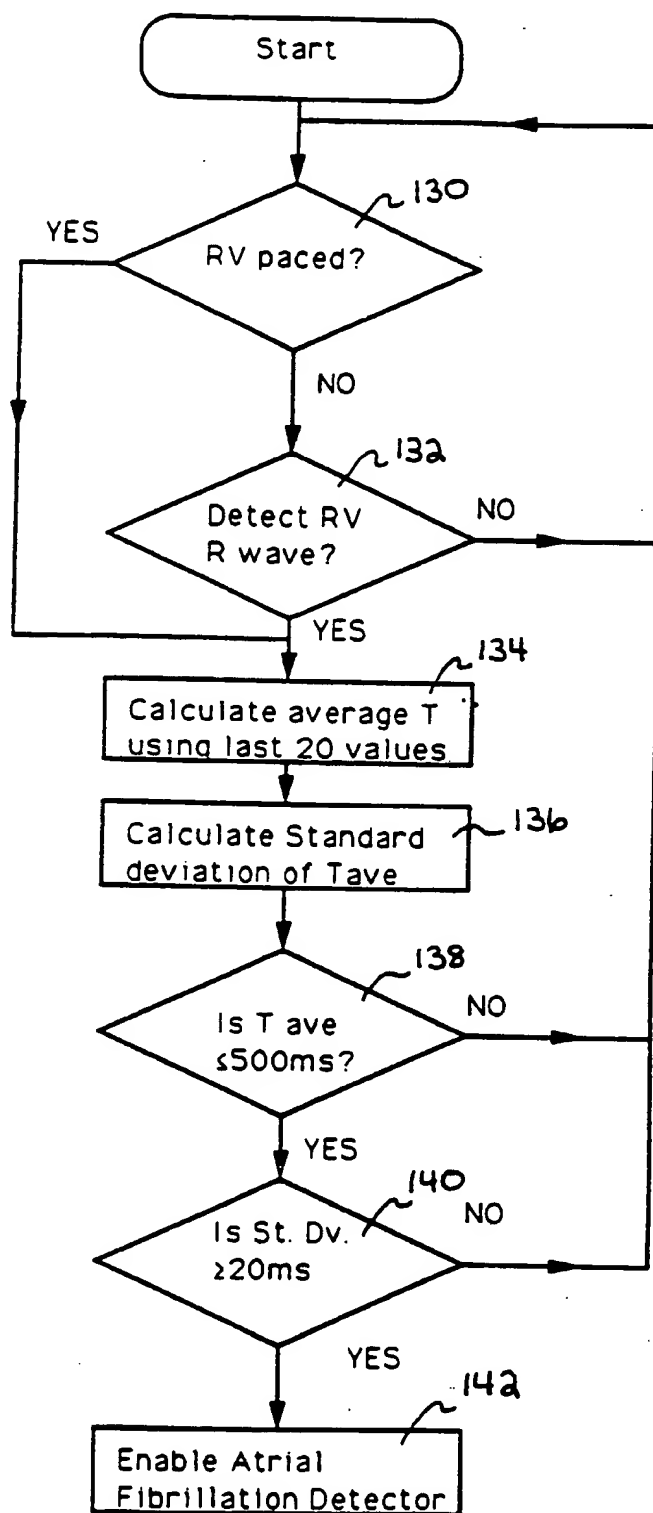 Start
130
YES
RV paced?
NO
132
Detect RV
R wave?
NO
YES
134
Calculate average T
using last 20 values
136
Calculate Standard
deviation of Tave
138
Is T ave
≤500ms?
NO
YES
140
Is St. Dv.
≥20ms
NO
YES
142
Enable Atrial
Fibrillation Detector